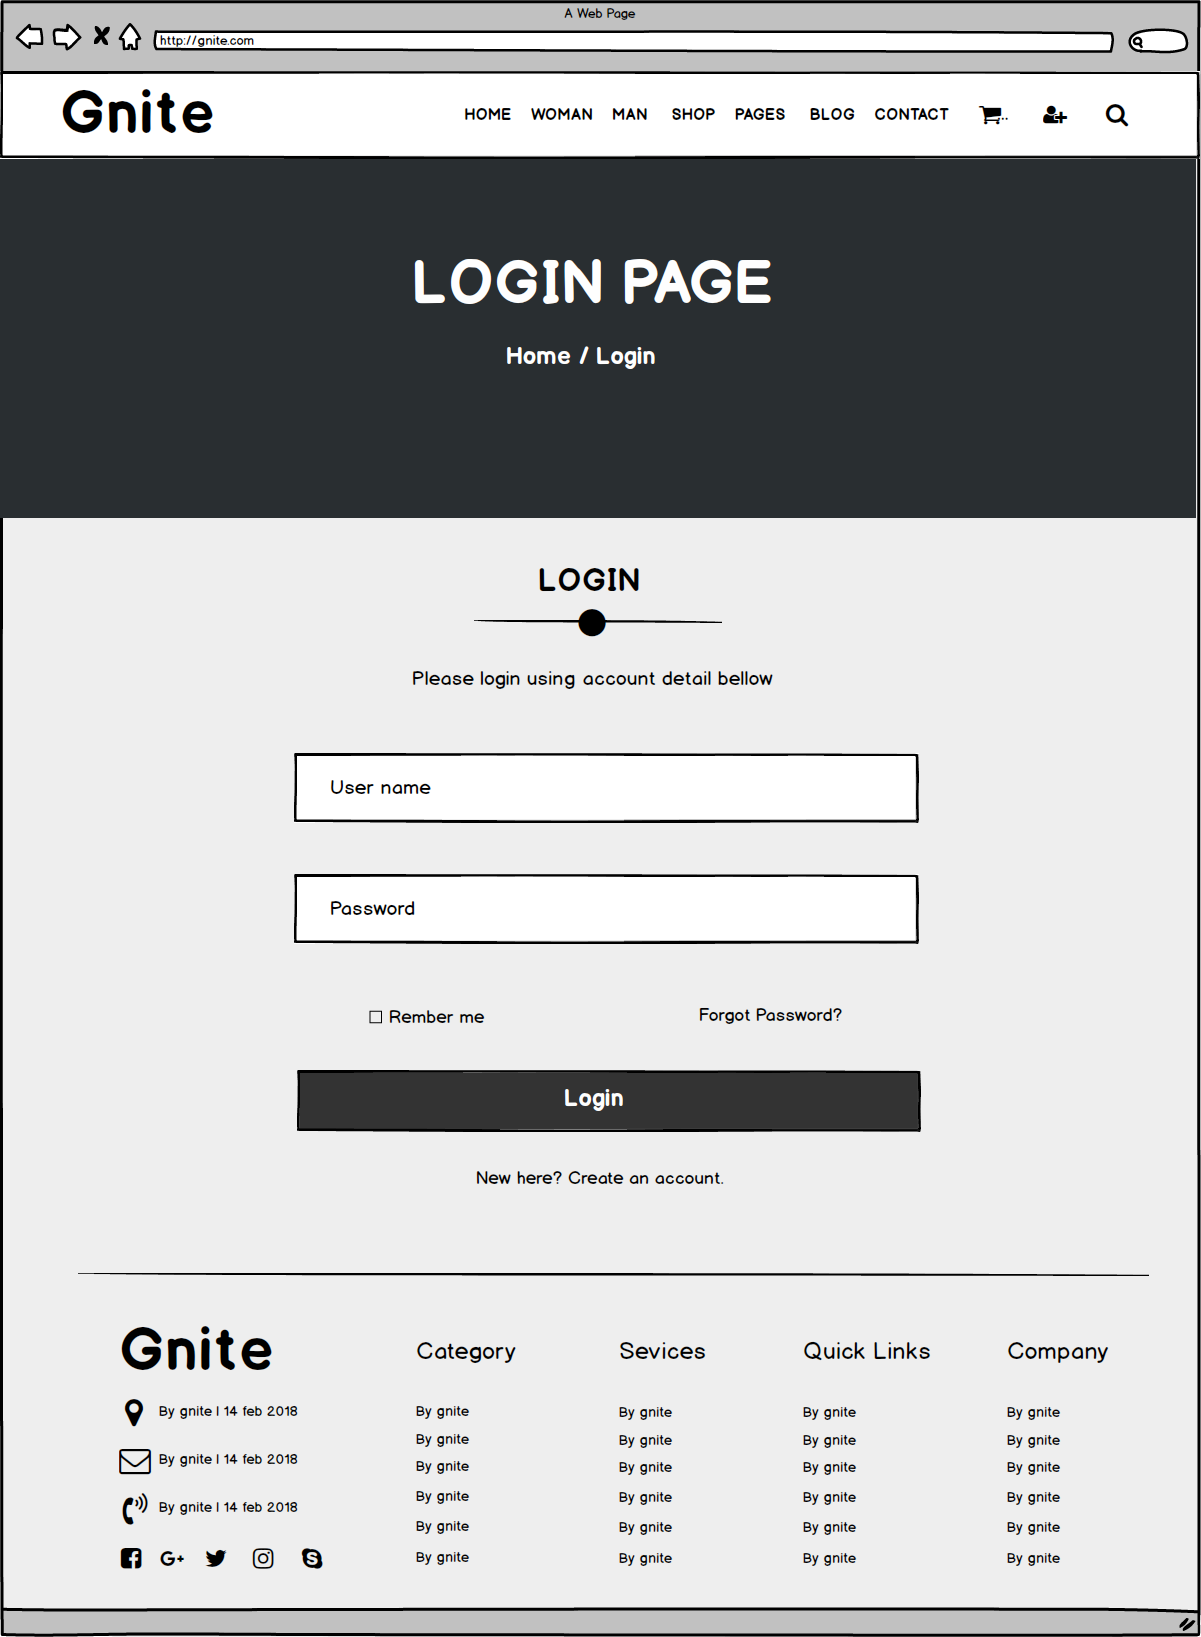 A Web Page
http://gnite.com
Gnite
HOME WOMAN MAN SHOP PAGES BLOG CONTACT
LOGIN PAGE
Home / Login
LOGIN
Please login using account detail bellow
User name
Password
Rember me
Forgot Password?
Login
New here? Create an account.
Gnite
By gnite | 14 feb 2018
By gnite | 14 feb 2018
By gnite | 14 feb 2018
Category
By gnite
By gnite
By gnite
By gnite
By gnite
By gnite
Sevices
By gnite
By gnite
By gnite
By gnite
By gnite
By gnite
Quick Links
By gnite
By gnite
By gnite
By gnite
By gnite
By gnite
Company
By gnite
By gnite
By gnite
By gnite
By gnite
By gnite